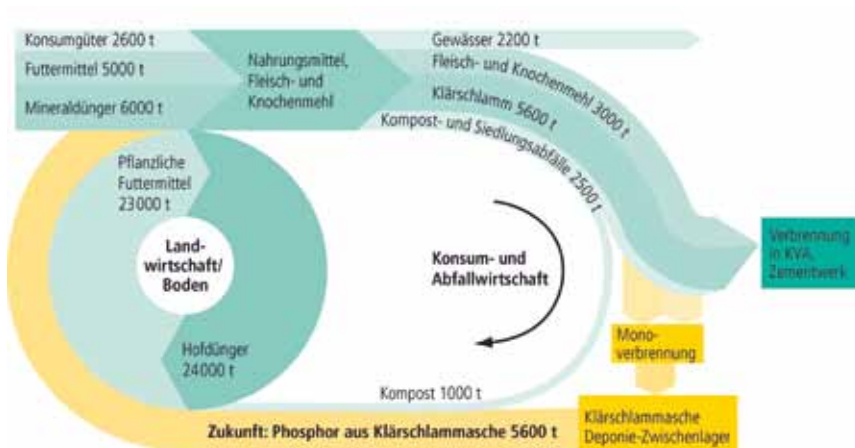 Konsumgüter 2600 t
Futtermittel 5000 t
Mineraldünger 6000 t
Nahrungsmittel,
Fleisch- und
Knochenmehl
Gewässer 2200 t
Fleisch- und Knochenmehl 3000 t
Klärschlamm 5600 t
Kompost- und Siedlungsabfälle 2500 t
Pflanzliche
Futtermittel
23000 t
Land-
wirtschaft/
Boden
Hofdünger
24000 t
Konsum- und
Abfallwirtschaft
Verbrennung
in KVA,
Zementwerk
Mono-
verbrennung
Kompost 1000 t
Klärschlammasche
Deponie-Zwischenlager
Zukunft: Phosphor aus Klärschlammasche 5600 t